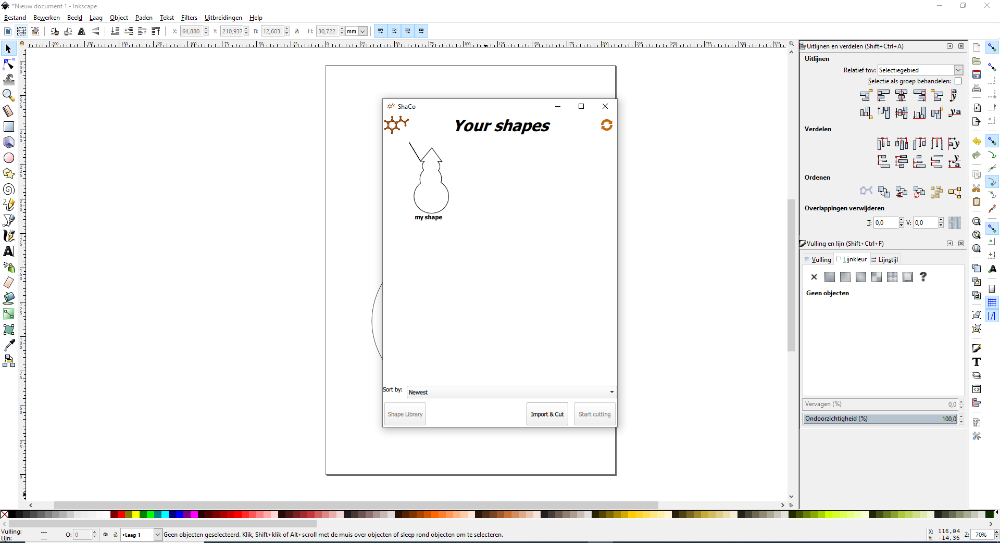 *Nieuw document 1 - Inkscape
Bestand Bewerken Beeld Laag Object Paden Tekst Filters Uitbreidingen Help
X: 64,880 Y: 210,937 B: 12,603 H: 30,722 mm
Uitlijnen en verdelen (Shift+Ctrl+A)
Uitlijnen
Relatief tov: Selectiegebied
Selectie als groep behandelen:
Verdelen
Ordenen
Overlappingen verwijderen
T: 0,0 V: 0,0
Vulling en lijn (Shift+Ctrl+F)
Vulling Lijnkleur Lijnstijl
Geen objecten
Vervagen (%) 0,0
Ondoorzichtigheid (%) 100,0
ShaCo
Your shapes
my shape
Sort by: Newest
Shape Library Import & Cut Start cutting
Vulling: ---
Lijn: ---
O: 0
•Laag 1
Geen objecten geselecteerd. Klik, Shift+klik of Alt+scroll met de muis over objecten of sleep rond objecten om te selecteren.
X: 116,04
Y: -14,36
Z: 70%